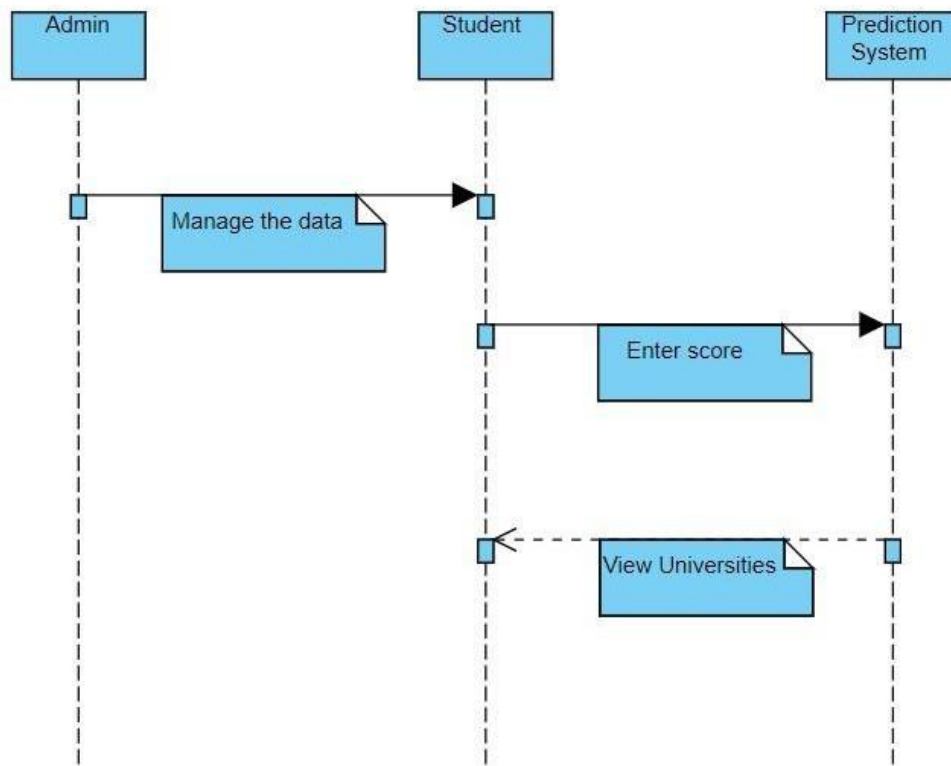 Admin
Student
Prediction
System
Manage the data
Enter score
View Universities